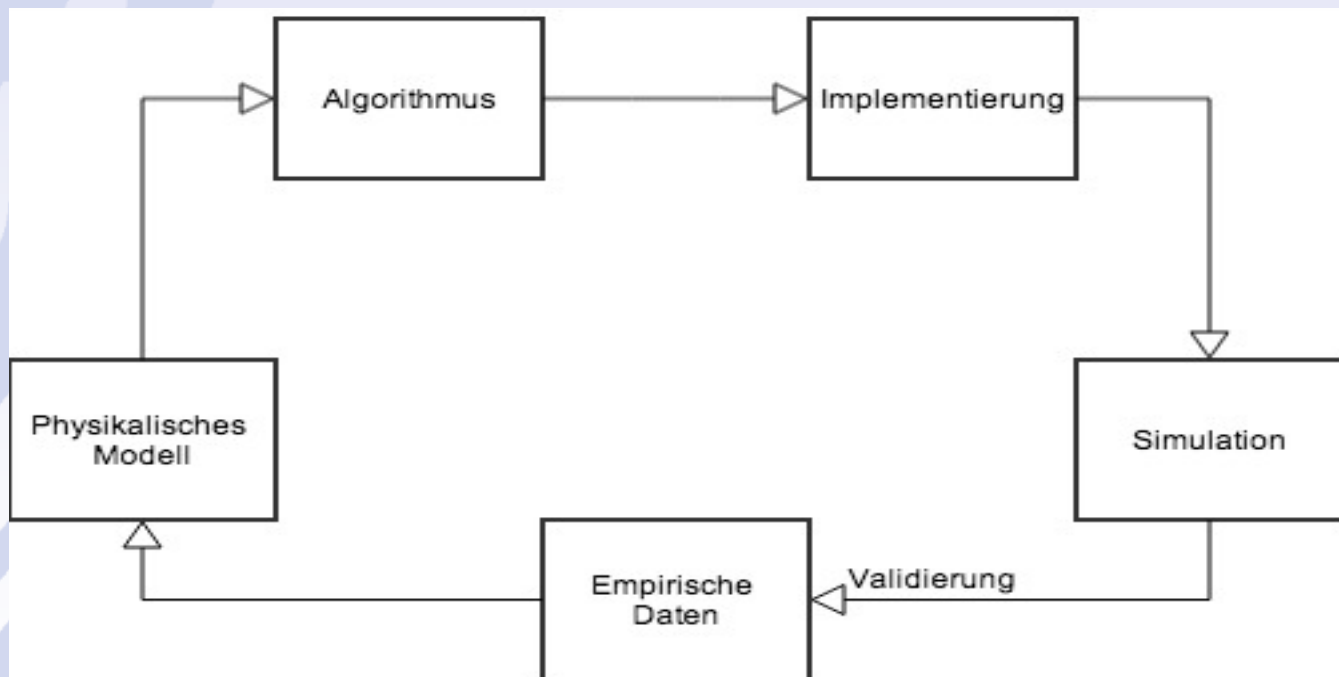 Algorithmus
Implementierung
Physikalisches
Modell
Simulation
Validierung
Empirische
Daten